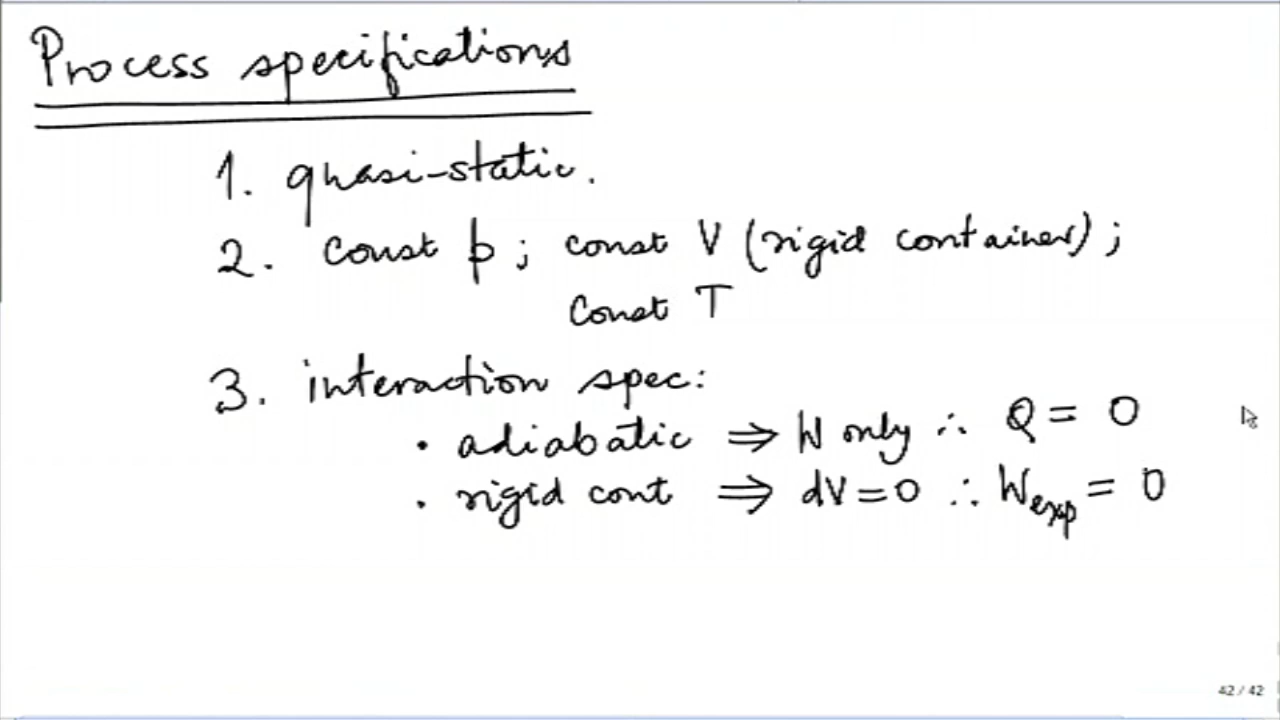 Process specifications
1. quasi-static.
2. const p; const V (rigid container);
const T
3. interaction spec:
• adiabatic ⇒ W only ∴ Q = 0
• rigid cont ⇒ dV = 0 ∴ W_exp = 0
42 / 42